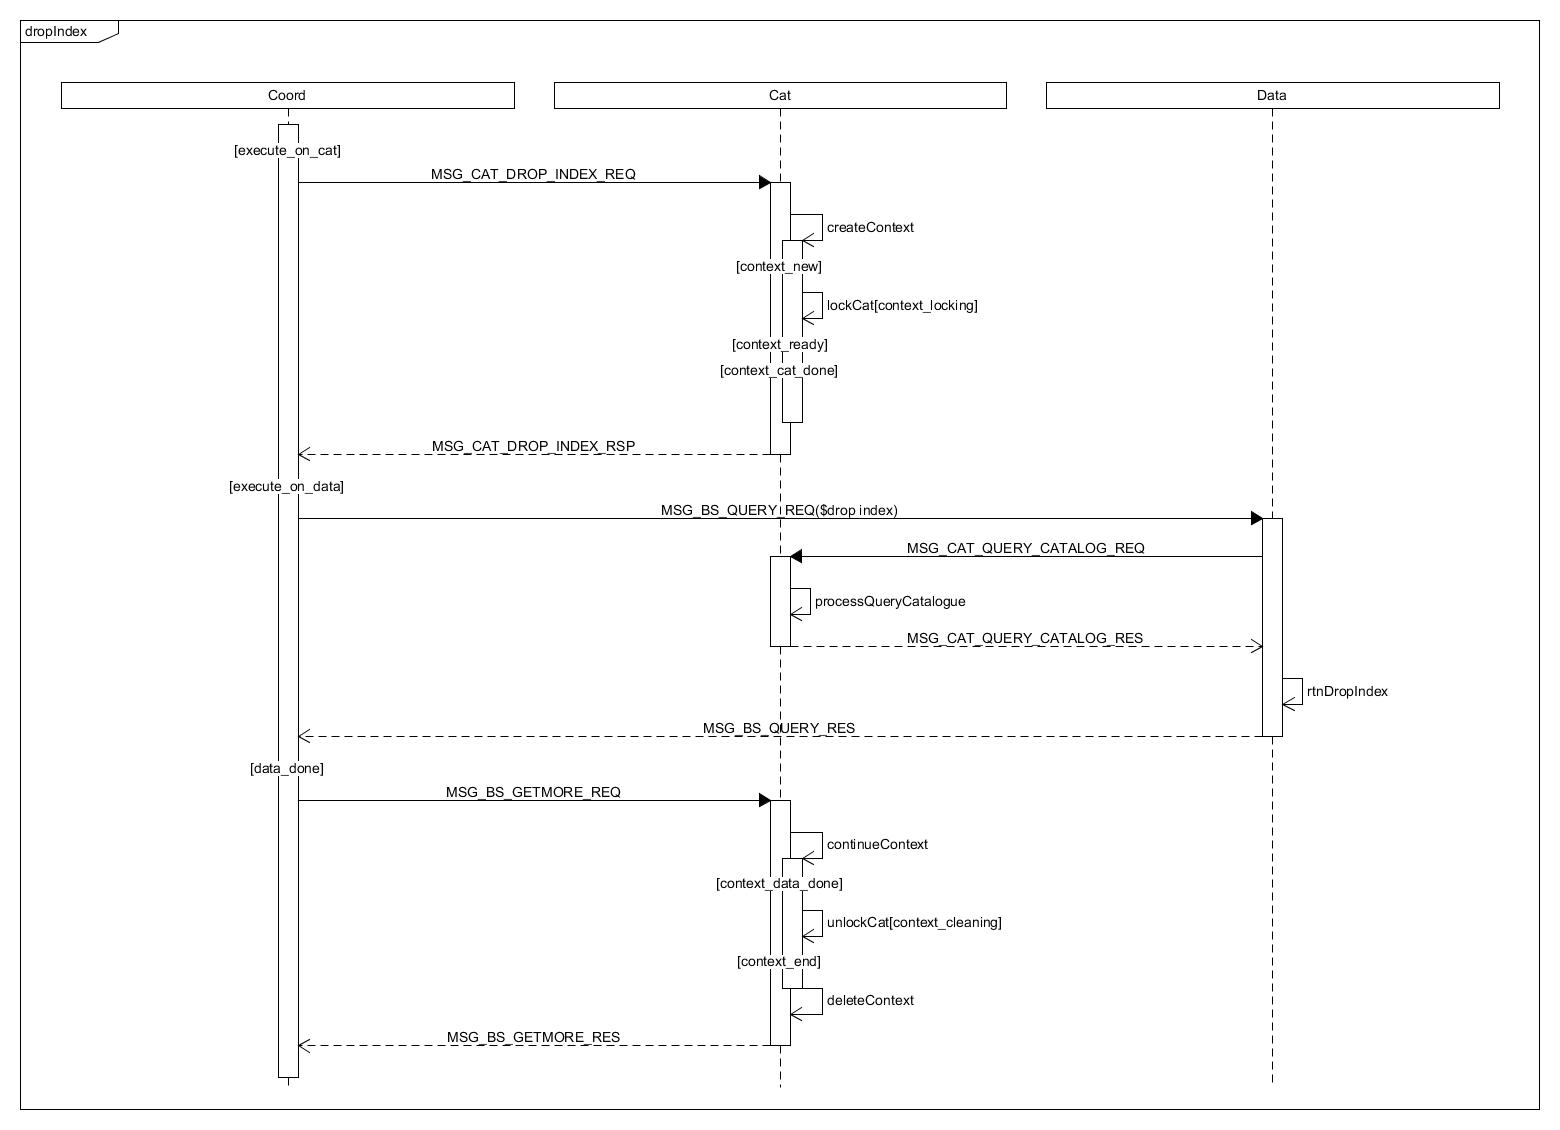 dropIndex
Coord
Cat
Data
[execute_on_cat]
MSG_CAT_DROP_INDEX_REQ
createContext
[context_new]
lockCat[context_locking]
[context_ready]
[context_cat_done]
MSG_CAT_DROP_INDEX_RSP
[execute_on_data]
MSG_BS_QUERY_REQ($drop index)
MSG_CAT_QUERY_CATALOG_REQ
processQueryCatalogue
MSG_CAT_QUERY_CATALOG_RES
rtnDropIndex
MSG_BS_QUERY_RES
[data_done]
MSG_BS_GETMORE_REQ
continueContext
[context_data_done]
unlockCat[context_cleaning]
[context_end]
deleteContext
MSG_BS_GETMORE_RES